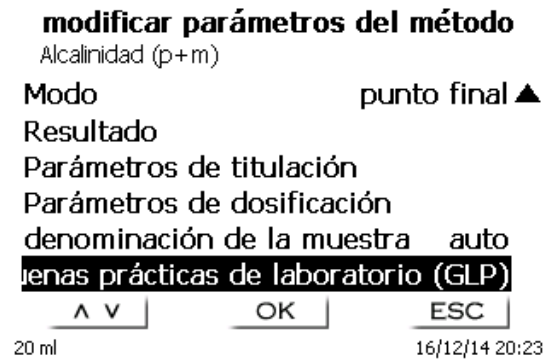 modificar parámetros del método
Alcalinidad (p+m)
Modo punto final ▲
Resultado
Parámetros de titulación
Parámetros de dosificación
denominación de la muestra auto
uenas prácticas de laboratorio (GLP)
∧ ∨ OK ESC
20 ml 16/12/14 20:23